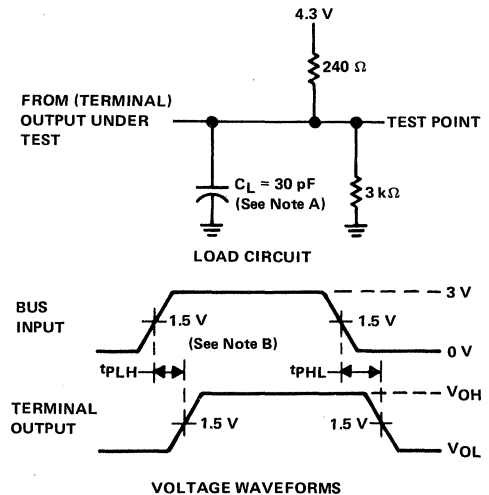 4.3 V
240 Ω
FROM (TERMINAL)
OUTPUT UNDER
TEST
TEST POINT
CL = 30 pF
(See Note A)
3 kΩ
LOAD CIRCUIT
3 V
BUS
INPUT
1.5 V
1.5 V
(See Note B)
0 V
tPLH
tPHL
VOH
TERMINAL
OUTPUT
1.5 V
1.5 V
VOL
VOLTAGE WAVEFORMS